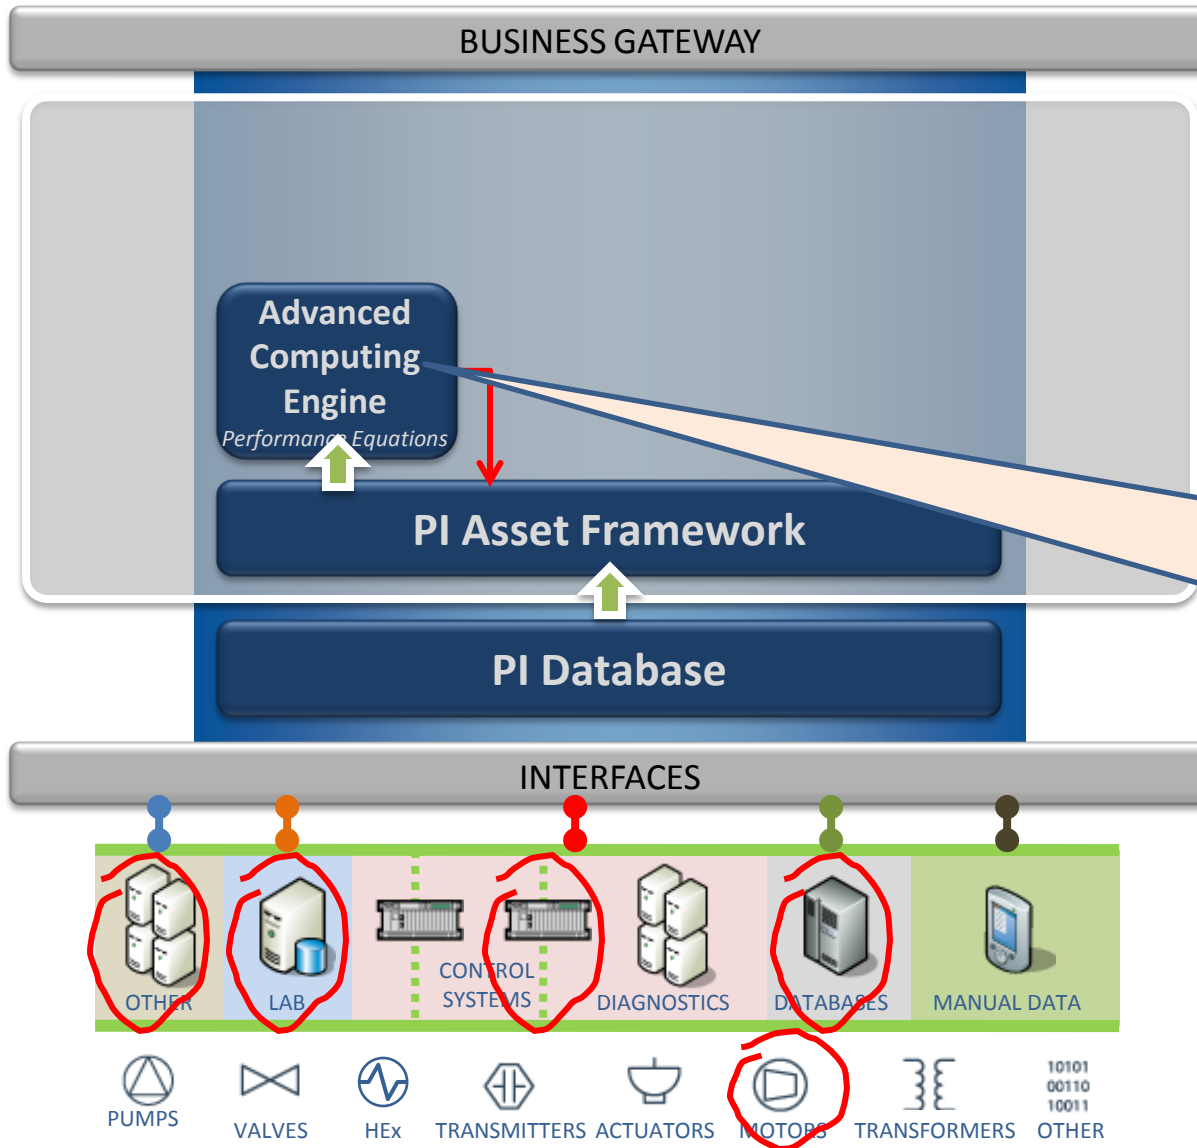 BUSINESS GATEWAY
Advanced
Computing
Engine
Performance Equations
PI Asset Framework
PI Database
INTERFACES
OTHER
LAB
CONTROL
SYSTEMS
DIAGNOSTICS
DATABASES
MANUAL DATA
10101
00110
10011
PUMPS
VALVES
HEx
TRANSMITTERS
ACTUATORS
MOTORS
TRANSFORMERS
OTHER